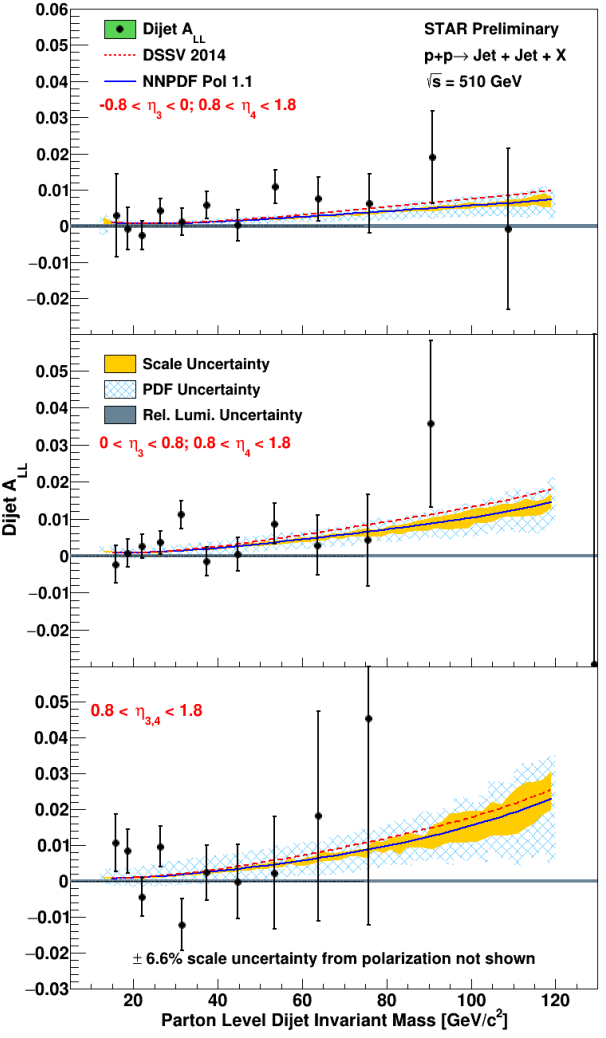 0.06
Dijet A_LL
STAR Preliminary
DSSV 2014
p+p→ Jet + Jet + X
NNPDF Pol 1.1
√s = 510 GeV
-0.8 < η_3 < 0; 0.8 < η_4 < 1.8
0.05
0.04
0.03
0.02
0.01
0
−0.01
−0.02
Scale Uncertainty
PDF Uncertainty
Rel. Lumi. Uncertainty
0 < η_3 < 0.8; 0.8 < η_4 < 1.8
0.05
0.04
0.03
0.02
0.01
0
−0.01
−0.02
Dijet A_LL
0.8 < η_3,4 < 1.8
0.05
0.04
0.03
0.02
0.01
0
−0.01
−0.02
−0.03
± 6.6% scale uncertainty from polarization not shown
20 40 60 80 100 120
Parton Level Dijet Invariant Mass [GeV/c²]